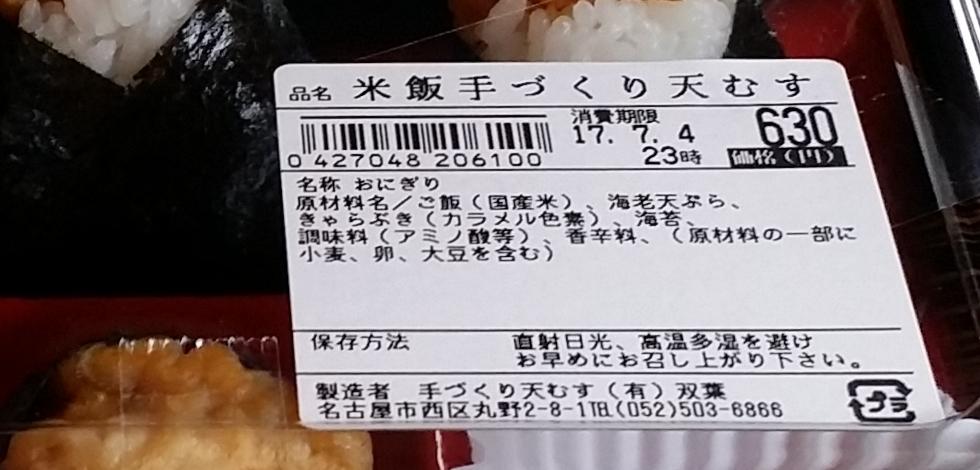 品名 米飯手づくり天むす
消費期限
17. 7. 4
23時
630
価格(円)
0 427048 206100
名称 おにぎり
原材料名／ご飯（国産米）、海老天ぷら、
きゃらぶき（カラメル色素）、海苔、
調味料（アミノ酸等）、香辛料、（原材料の一部に
小麦、卵、大豆を含む）
保存方法 直射日光、高温多湿を避け
お早めにお召し上がり下さい。
製造者 手づくり天むす（有）双葉
名古屋市西区丸野2-8-1℡(052)503-6866
プラ